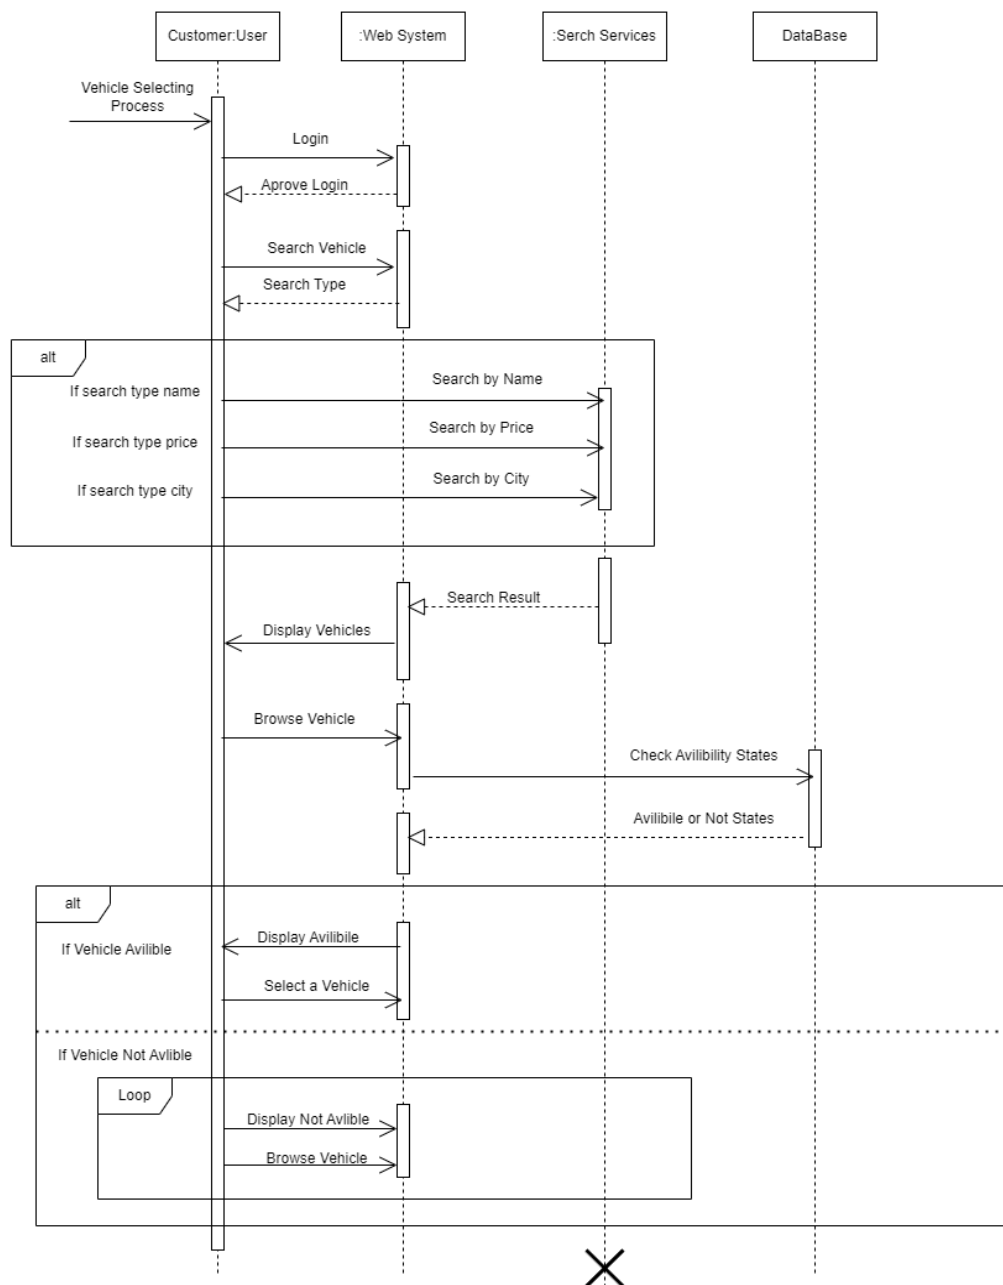 Customer:User
:Web System
:Serch Services
DataBase
Vehicle Selecting
Process
Login
Aprove Login
Search Vehicle
Search Type
alt
If search type name
Search by Name
If search type price
Search by Price
If search type city
Search by City
Search Result
Display Vehicles
Browse Vehicle
Check Avilibility States
Avilibile or Not States
alt
If Vehicle Avilible
Display Avilibile
Select a Vehicle
If Vehicle Not Avlible
Loop
Display Not Avlible
Browse Vehicle